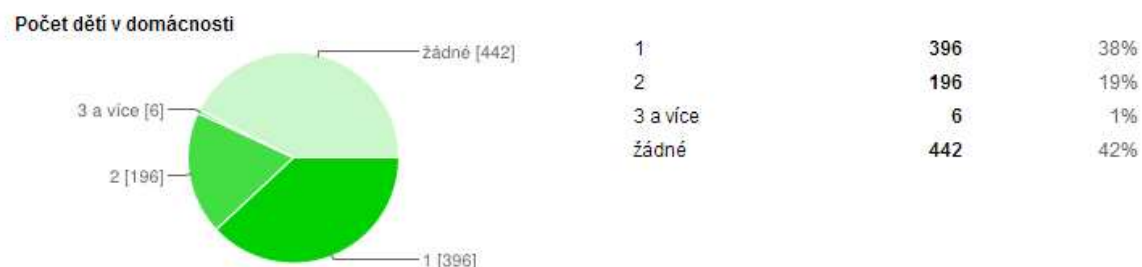 Počet dětí v domácnosti
žádné [442]
3 a více [6]
2 [196]
1 [396]
1 396 38%
2 196 19%
3 a více 6 1%
žádné 442 42%